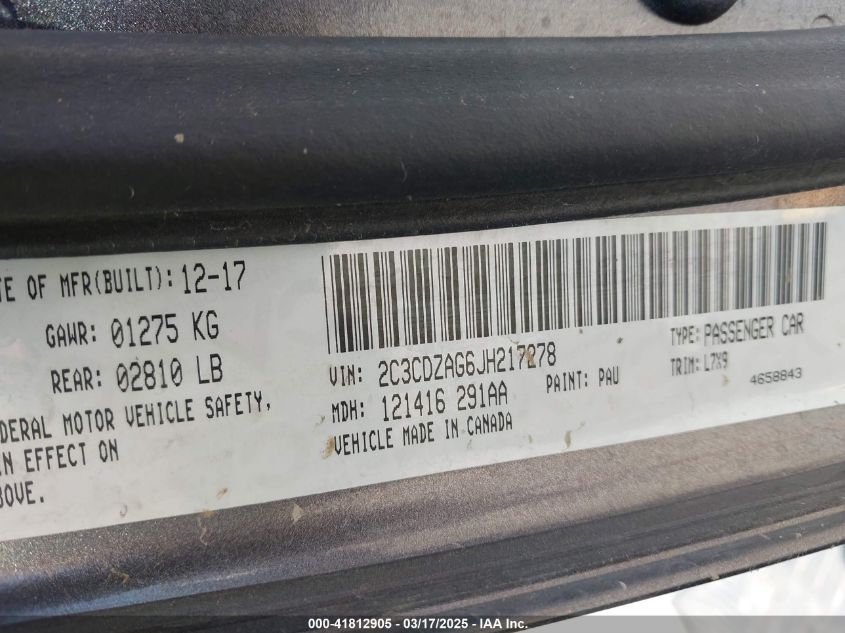 TE OF MFR(BUILT): 12-17
GAWR: 01275 KG
REAR: 02810 LB
DERAL MOTOR VEHICLE SAFETY,
IN EFFECT ON
BOVE.
VIN: 2C3CDZAG6JH217278
TYPE: PASSENGER CAR
MDH: 121416 291AA
PAINT: PAU
TRIM: L7X9
VEHICLE MADE IN CANADA
4658843
000-41812905 - 03/17/2025 - IAA Inc.